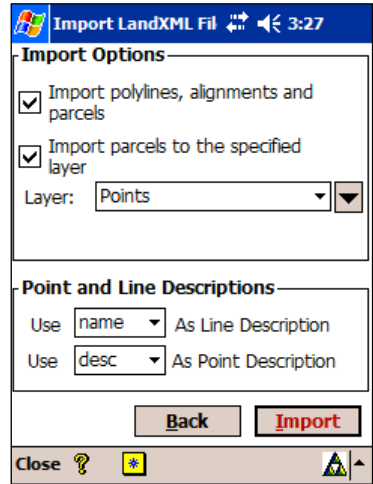 Import LandXML Fil 3:27
Import Options
Import polylines, alignments and
parcels
Import parcels to the specified
layer
Layer: Points
Point and Line Descriptions
Use name As Line Description
Use desc As Point Description
Back Import
Close ?